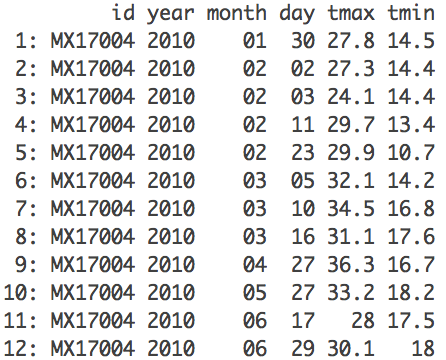 id year month day tmax tmin
1: MX17004 2010 01 30 27.8 14.5
2: MX17004 2010 02 02 27.3 14.4
3: MX17004 2010 02 03 24.1 14.4
4: MX17004 2010 02 11 29.7 13.4
5: MX17004 2010 02 23 29.9 10.7
6: MX17004 2010 03 05 32.1 14.2
7: MX17004 2010 03 10 34.5 16.8
8: MX17004 2010 03 16 31.1 17.6
9: MX17004 2010 04 27 36.3 16.7
10: MX17004 2010 05 27 33.2 18.2
11: MX17004 2010 06 17 28 17.5
12: MX17004 2010 06 29 30.1 18